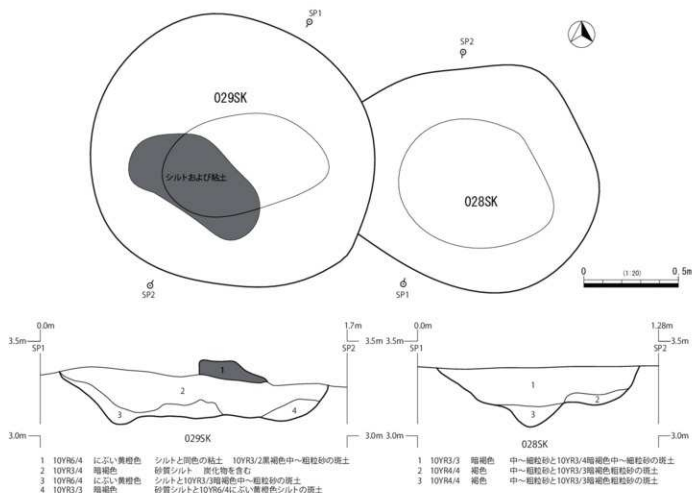 SP1
SP2
029SK
シルトおよび粘土
028SK
0 (1:20) 0.5m
SP2
SP1
0.0m 1.7m
3.5m SP1 SP2 3.5m
1
2
3 4
3.0m 029SK 3.0m
0.0m 1.28m
3.5m SP1 SP2 3.5m
1
2
3
3.0m 028SK 3.0m
1 10YR6/4 にぶい黄橙色 シルトと同色の粘土 10YR3/2黒褐色中～粗粒砂の斑土
2 10YR3/4 暗褐色 砂質シルト 炭化物を含む
3 10YR6/4 にぶい黄橙色 シルトと10YR3/3暗褐色中～粗粒砂の斑土
4 10YR3/3 暗褐色 砂質シルトと10YR6/4にぶい黄橙色シルトの斑土
1 10YR3/3 暗褐色 中～細粒砂と10YR3/4暗褐色中～細粒砂の斑土
2 10YR4/4 褐色 中～細粒砂と10YR3/3暗褐色粗粒砂の斑土
3 10YR4/4 褐色 中～細粒砂と10YR3/3暗褐色粗粒砂の斑土